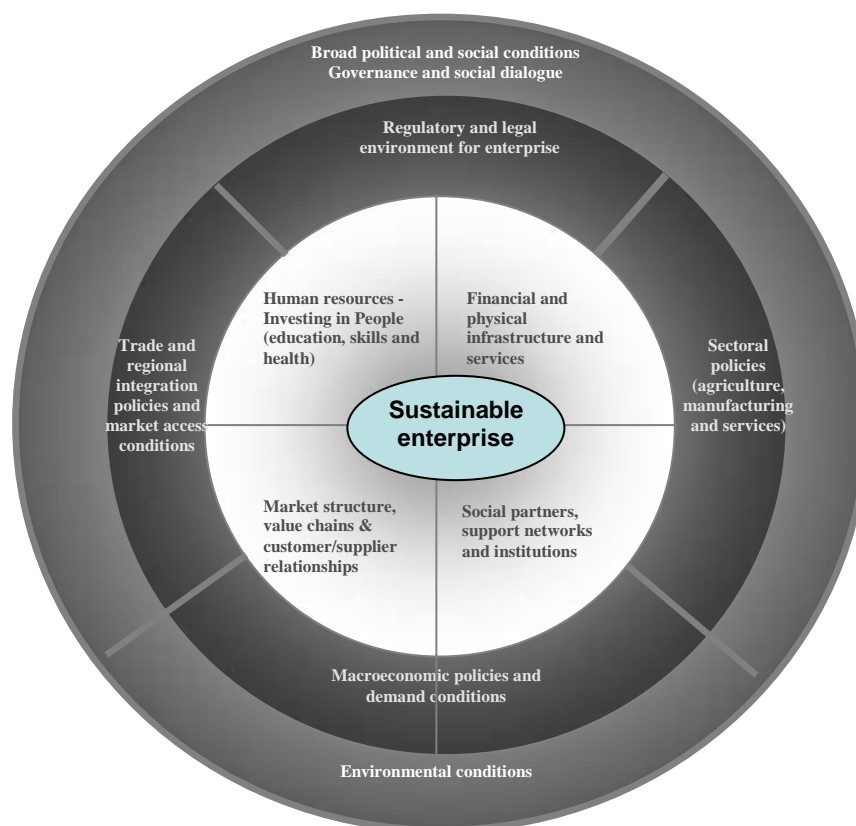 Broad political and social conditions
Governance and social dialogue
Regulatory and legal
environment for enterprise
Human resources -
Investing in People
(education, skills and
health)
Financial and
physical
infrastructure and
services
Trade and
regional
integration
policies and
market access
conditions
Sectoral
policies
(agriculture,
manufacturing
and services)
Sustainable
enterprise
Market structure,
value chains &
customer/supplier
relationships
Social partners,
support networks
and institutions
Macroeconomic policies and
demand conditions
Environmental conditions